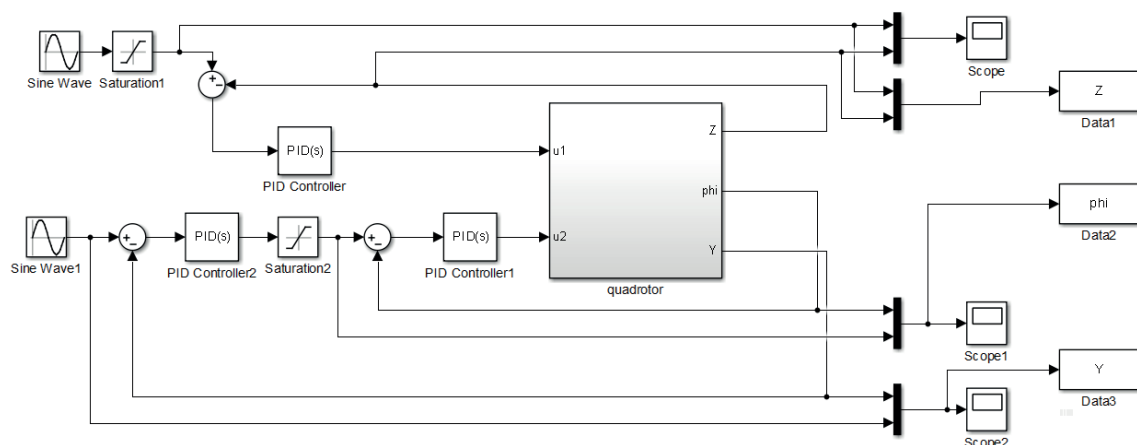 Sine Wave
Saturation1
+
−
Scope
Z
Data1
PID(s)
PID Controller
u1
Z
phi
u2
Y
quadrotor
phi
Data2
Sine Wave1
+
−
PID(s)
PID Controller2
Saturation2
+
−
PID(s)
PID Controller1
Scope1
Y
Data3
Scope2